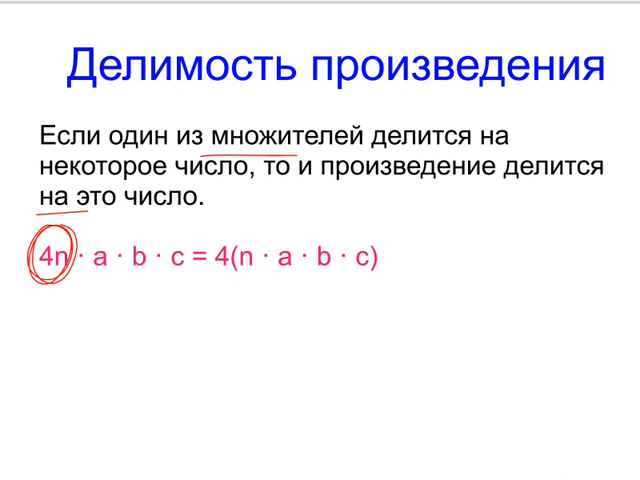 Делимость произведения
Если один из множителей делится на
некоторое число, то и произведение делится
на это число.
4n · a · b · c = 4(n · a · b · c)